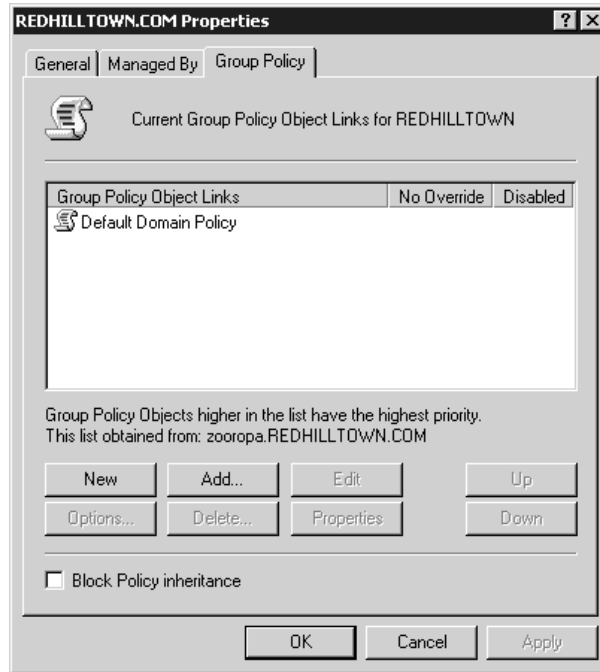 REDHILLTOWN.COM Properties
General Managed By Group Policy
Current Group Policy Object Links for REDHILLTOWN
Group Policy Object Links No Override Disabled
Default Domain Policy
Group Policy Objects higher in the list have the highest priority.
This list obtained from: zooropa.REDHILLTOWN.COM
New Add... Edit Up
Options... Delete... Properties Down
Block Policy inheritance
OK Cancel Apply